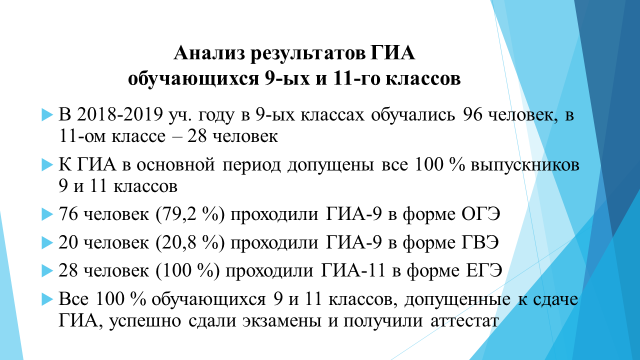 Анализ результатов ГИА
обучающихся 9-ых и 11-го классов
В 2018-2019 уч. году в 9-ых классах обучались 96 человек, в
11-ом классе – 28 человек
К ГИА в основной период допущены все 100 % выпускников
9 и 11 классов
76 человек (79,2 %) проходили ГИА-9 в форме ОГЭ
20 человек (20,8 %) проходили ГИА-9 в форме ГВЭ
28 человек (100 %) проходили ГИА-11 в форме ЕГЭ
Все 100 % обучающихся 9 и 11 классов, допущенные к сдаче
ГИА, успешно сдали экзамены и получили аттестат